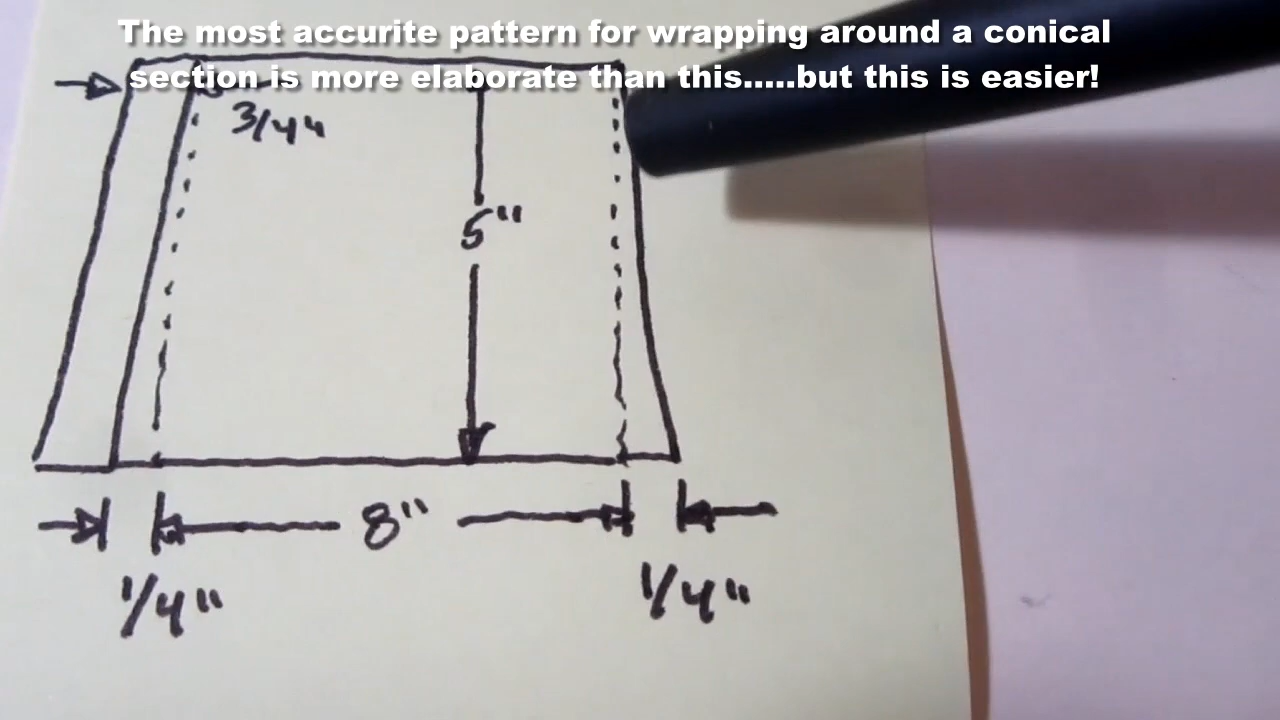 The most accurite pattern for wrapping around a conical
section is more elaborate than this.....but this is easier!
3/4"
5"
8"
1/4" 1/4"